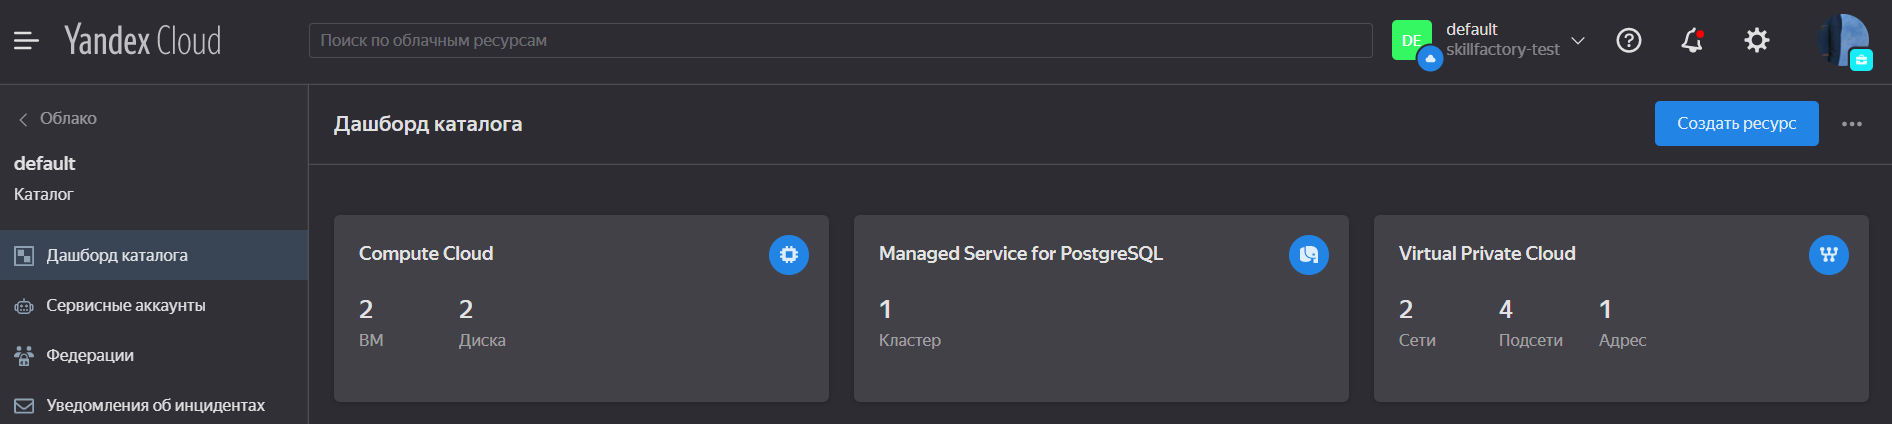 Yandex Cloud
Поиск по облачным ресурсам
DE
default
skillfactory-test
Облако
default
Каталог
Дашборд каталога
Сервисные аккаунты
Федерации
Уведомления об инцидентах
Дашборд каталога
Создать ресурс
Compute Cloud
2
ВМ
2
Диска
Managed Service for PostgreSQL
1
Кластер
Virtual Private Cloud
2
Сети
4
Подсети
1
Адрес